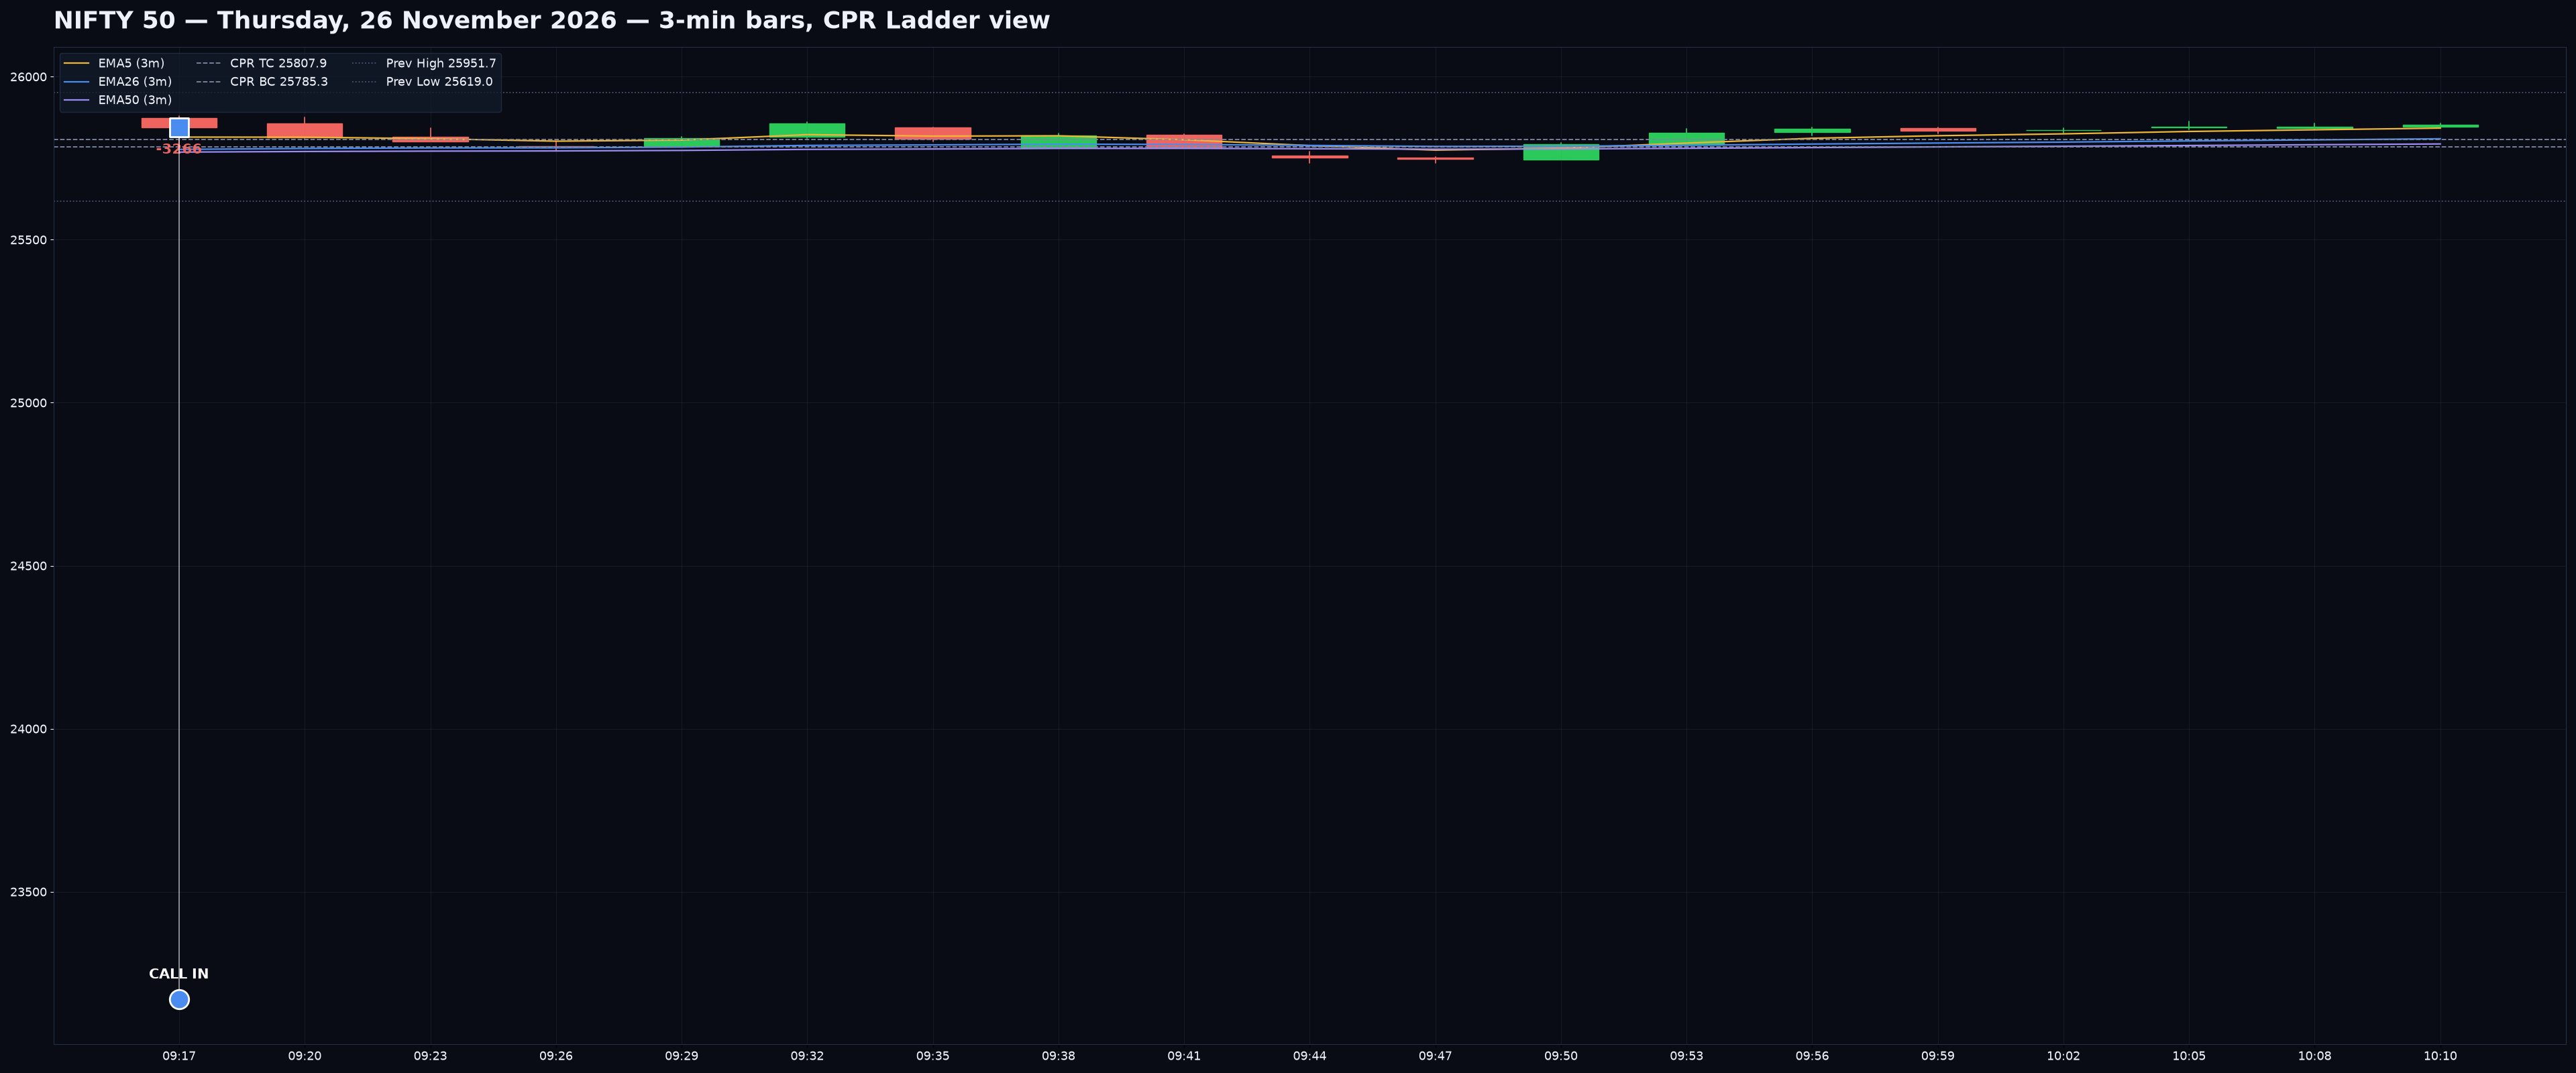 NIFTY 50 — Thursday, 26 November 2026 — 3-min bars, CPR Ladder view
EMA5 (3m)
EMA26 (3m)
EMA50 (3m)
CPR TC 25807.9
CPR BC 25785.3
Prev High 25951.7
Prev Low 25619.0
26000
25500
25000
24500
24000
23500
-3266
CALL IN
09:17 09:20 09:23 09:26 09:29 09:32 09:35 09:38 09:41 09:44 09:47 09:50 09:53 09:56 09:59 10:02 10:05 10:08 10:10